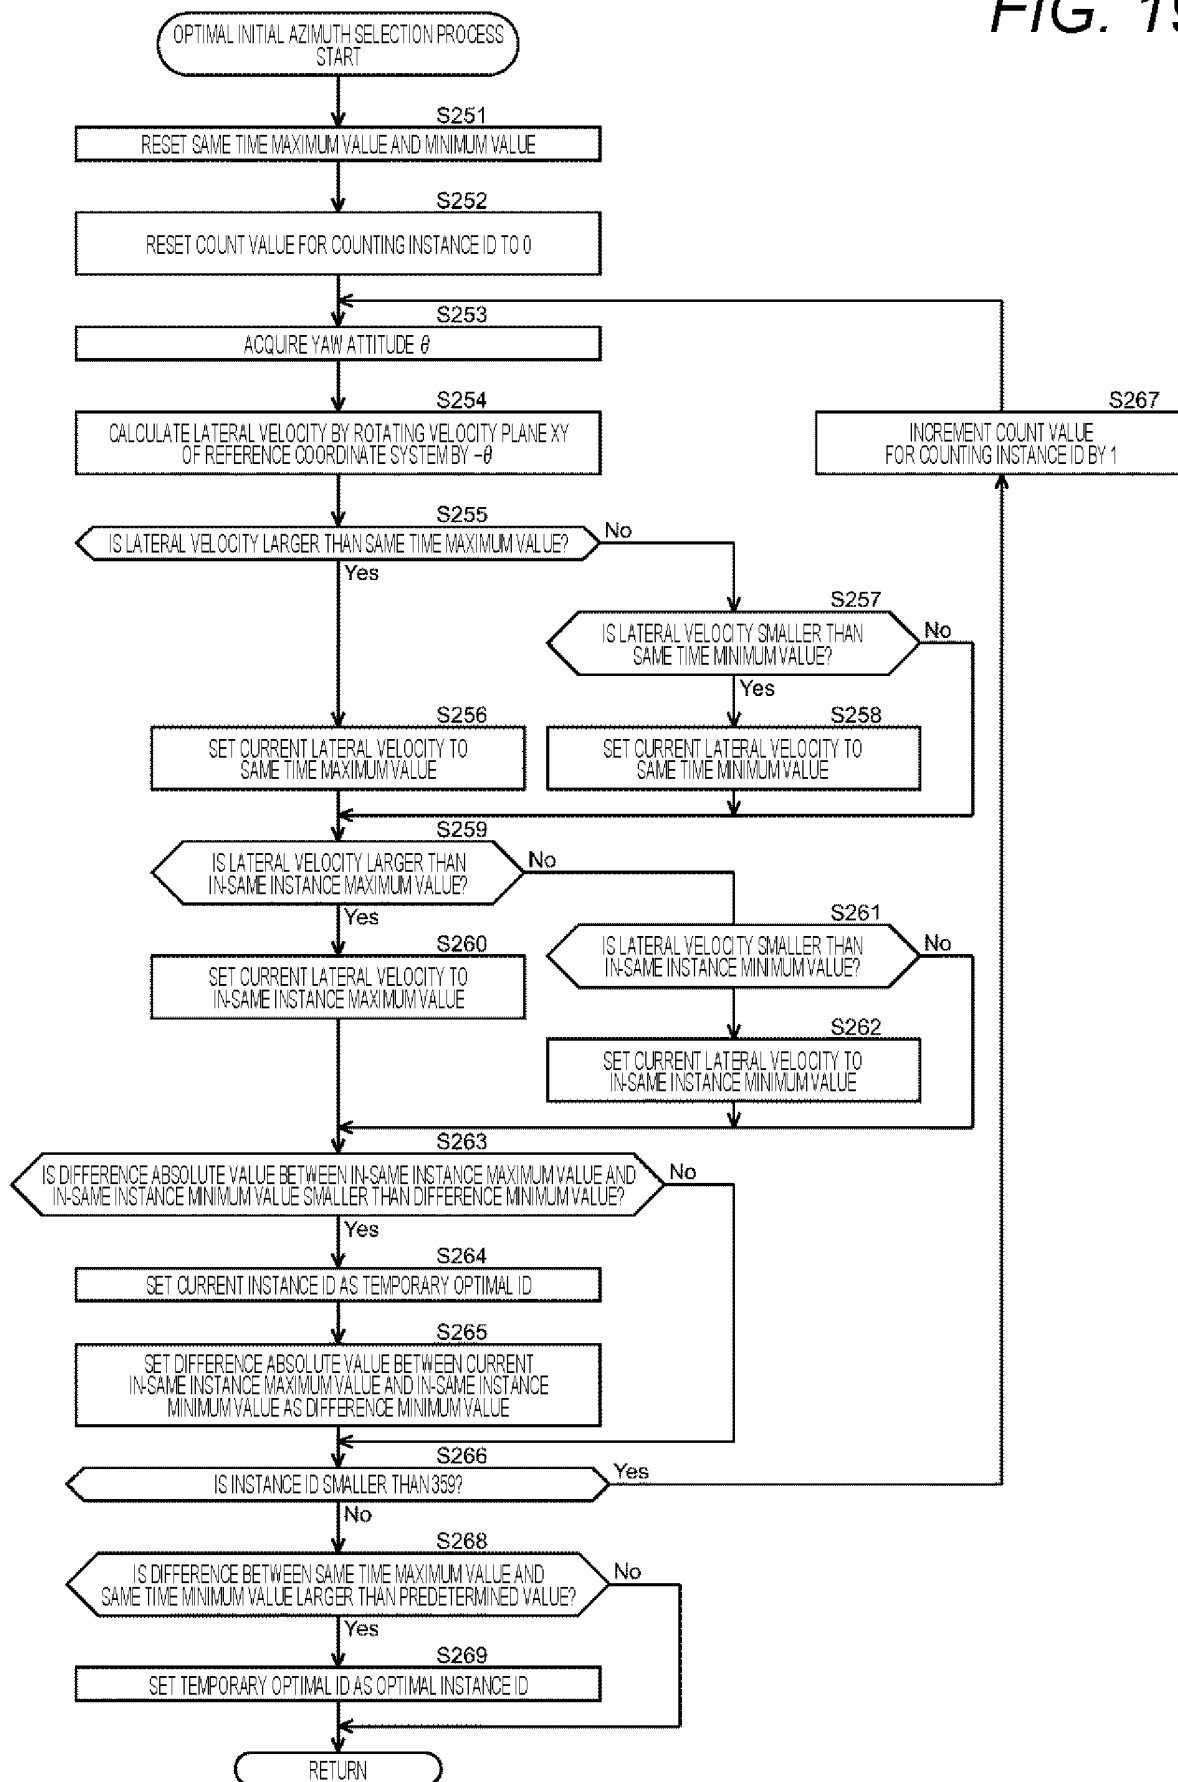 FIG. 19
OPTIMAL INITIAL AZIMUTH SELECTION PROCESS
START
S251
RESET SAME TIME MAXIMUM VALUE AND MINIMUM VALUE
S252
RESET COUNT VALUE FOR COUNTING INSTANCE ID TO 0
S253
ACQUIRE YAW ATTITUDE θ
S254
CALCULATE LATERAL VELOCITY BY ROTATING VELOCITY PLANE XY
OF REFERENCE COORDINATE SYSTEM BY -θ
S267
INCREMENT COUNT VALUE
FOR COUNTING INSTANCE ID BY 1
S255
IS LATERAL VELOCITY LARGER THAN SAME TIME MAXIMUM VALUE?
No
Yes
S257
IS LATERAL VELOCITY SMALLER THAN
SAME TIME MINIMUM VALUE?
No
Yes
S256
SET CURRENT LATERAL VELOCITY TO
SAME TIME MAXIMUM VALUE
S258
SET CURRENT LATERAL VELOCITY TO
SAME TIME MINIMUM VALUE
S259
IS LATERAL VELOCITY LARGER THAN
IN-SAME INSTANCE MAXIMUM VALUE?
No
Yes
S261
IS LATERAL VELOCITY SMALLER THAN
IN-SAME INSTANCE MINIMUM VALUE?
No
S260
SET CURRENT LATERAL VELOCITY TO
IN-SAME INSTANCE MAXIMUM VALUE
S262
SET CURRENT LATERAL VELOCITY TO
IN-SAME INSTANCE MINIMUM VALUE
S263
IS DIFFERENCE ABSOLUTE VALUE BETWEEN IN-SAME INSTANCE MAXIMUM VALUE AND
IN-SAME INSTANCE MINIMUM VALUE SMALLER THAN DIFFERENCE MINIMUM VALUE?
No
Yes
S264
SET CURRENT INSTANCE ID AS TEMPORARY OPTIMAL ID
S265
SET DIFFERENCE ABSOLUTE VALUE BETWEEN CURRENT
IN-SAME INSTANCE MAXIMUM VALUE AND IN-SAME INSTANCE
MINIMUM VALUE AS DIFFERENCE MINIMUM VALUE
S266
IS INSTANCE ID SMALLER THAN 359?
Yes
No
S268
IS DIFFERENCE BETWEEN SAME TIME MAXIMUM VALUE AND
SAME TIME MINIMUM VALUE LARGER THAN PREDETERMINED VALUE?
No
Yes
S269
SET TEMPORARY OPTIMAL ID AS OPTIMAL INSTANCE ID
RETURN